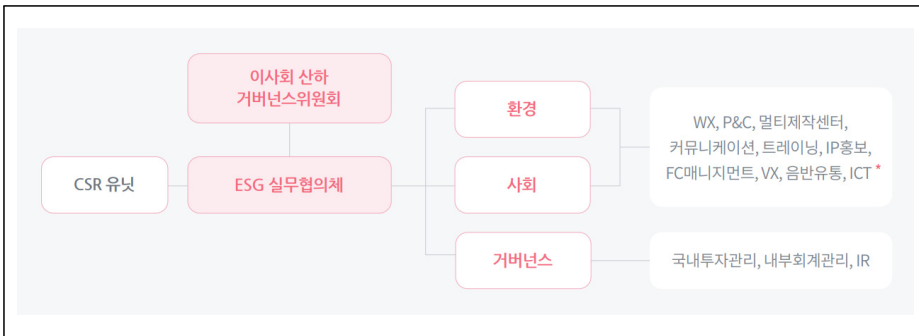 이사회 산하
거버넌스위원회
CSR 유닛
ESG 실무협의체
환경
사회
거버넌스
WX, P&C, 멀티제작센터,
커뮤니케이션, 트레이닝, IP홍보,
FC매니지먼트, VX, 음반유통, ICT *
국내투자관리, 내부회계관리, IR